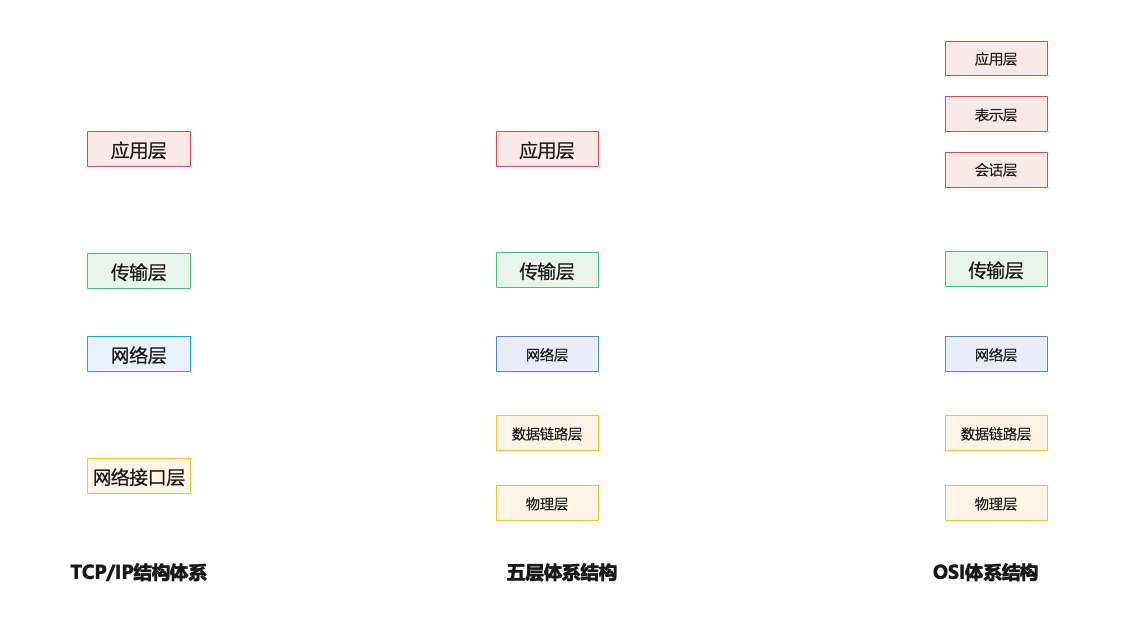 应用层
传输层
网络层
网络接口层
TCP/IP结构体系
应用层
传输层
网络层
数据链路层
物理层
五层体系结构
应用层
表示层
会话层
传输层
网络层
数据链路层
物理层
OSI体系结构